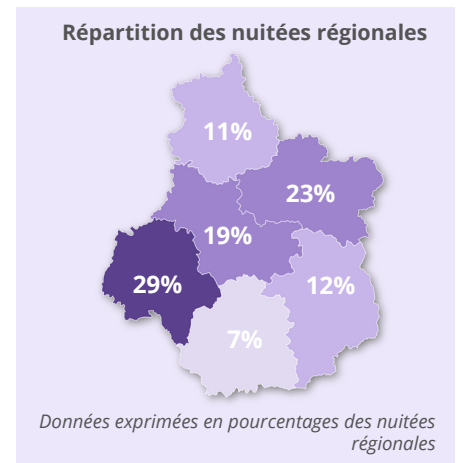 Répartition des nuitées régionales
11%
23%
19%
29%
12%
7%
Données exprimées en pourcentages des nuitées
régionales